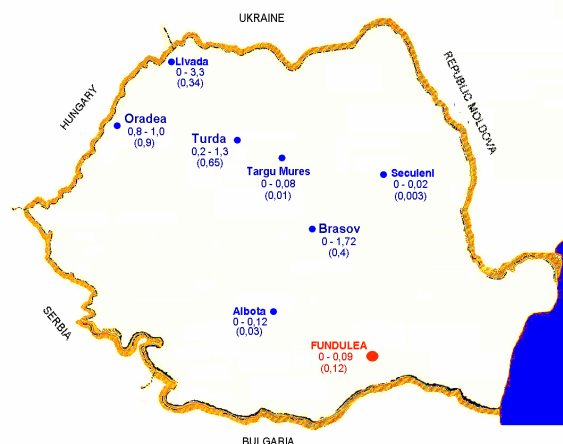 UKRAINE
Livada
0 - 3,3
(0,34)
HUNGARY
REPUBLIC MOLDOVA
Oradea
0,8 - 1,0
(0,9)
Turda
0,2 - 1,3
(0,65)
Targu Mures
0 - 0,08
(0,01)
Seculeni
0 - 0,02
(0,003)
Brasov
0 - 1,72
(0,4)
SERBIA
Albota
0 - 0,12
(0,03)
FUNDULEA
0 - 0,09
(0,12)
BULGARIA